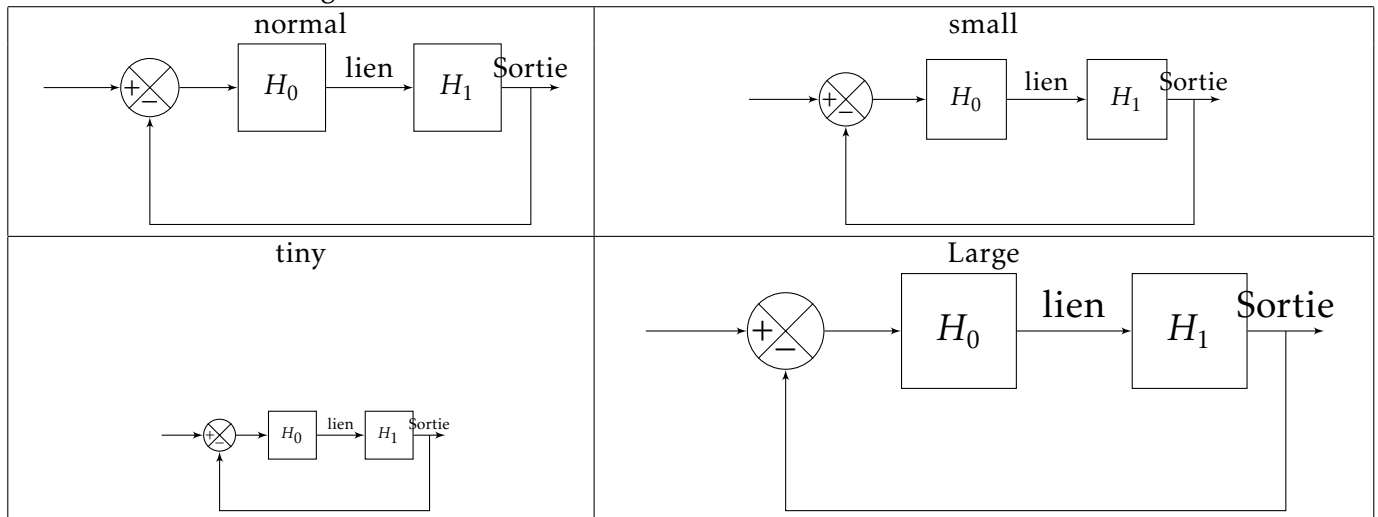 normal
lien
Sortie
+
−
H0
H1
small
lien
Sortie
+
−
H0
H1
tiny
lien
Sortie
+
−
H0
H1
Large
lien
Sortie
+
−
H0
H1